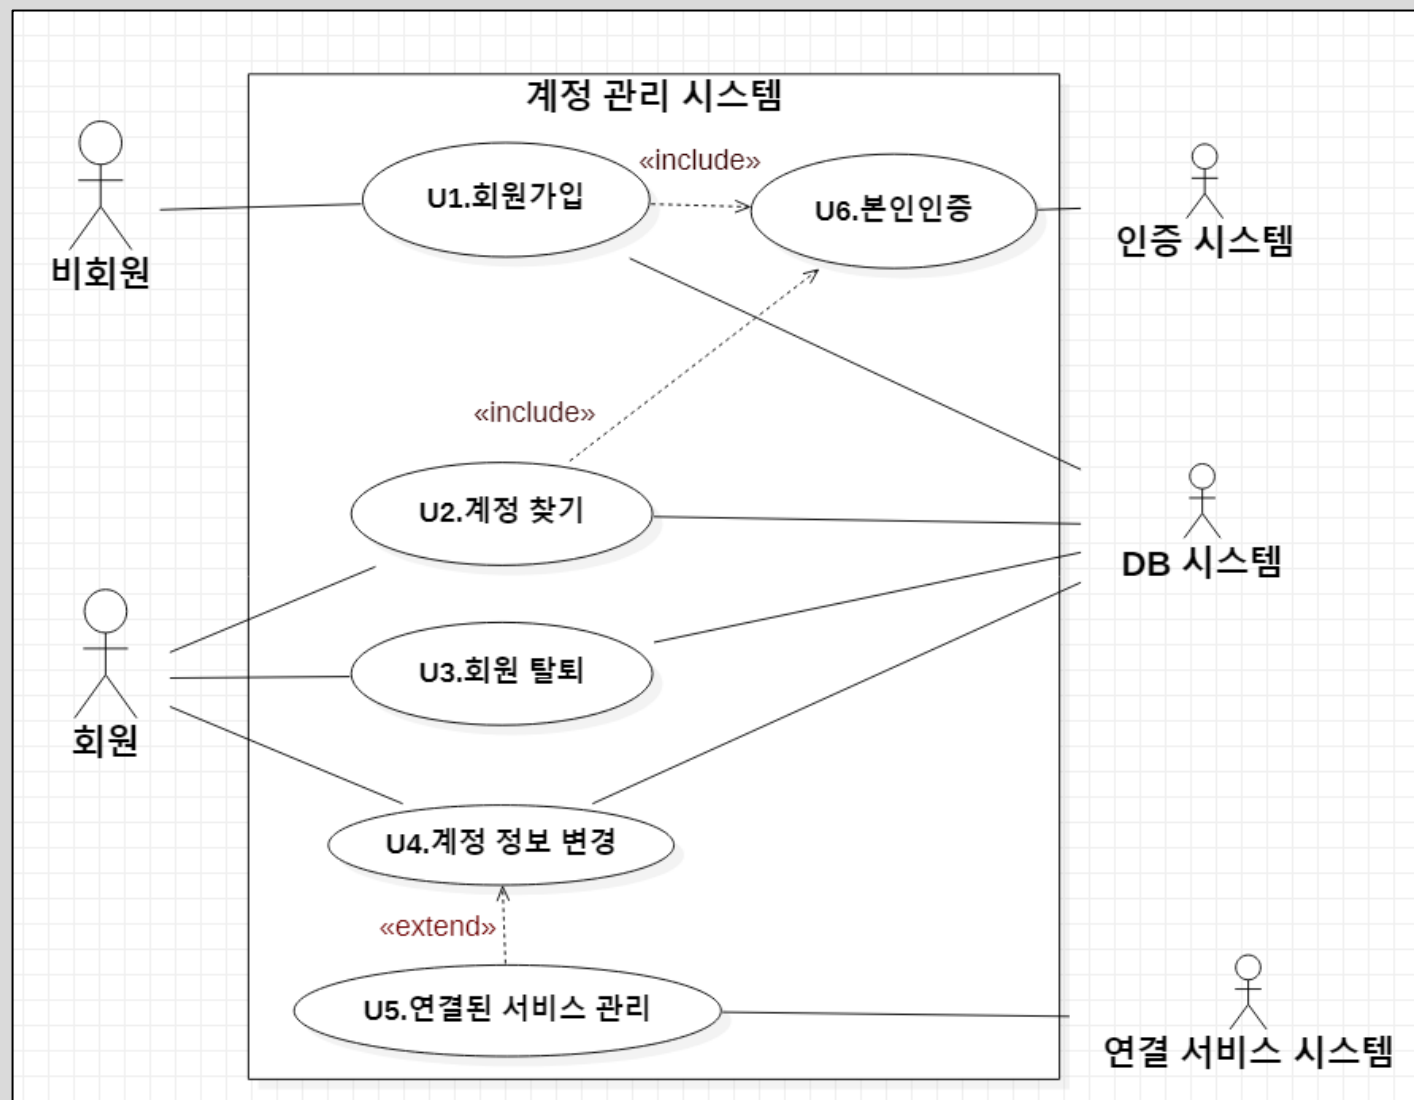 계정 관리 시스템
비회원
U1.회원가입
«include»
U6.본인인증
인증 시스템
«include»
U2.계정 찾기
DB 시스템
회원
U3.회원 탈퇴
U4.계정 정보 변경
«extend»
U5.연결된 서비스 관리
연결 서비스 시스템